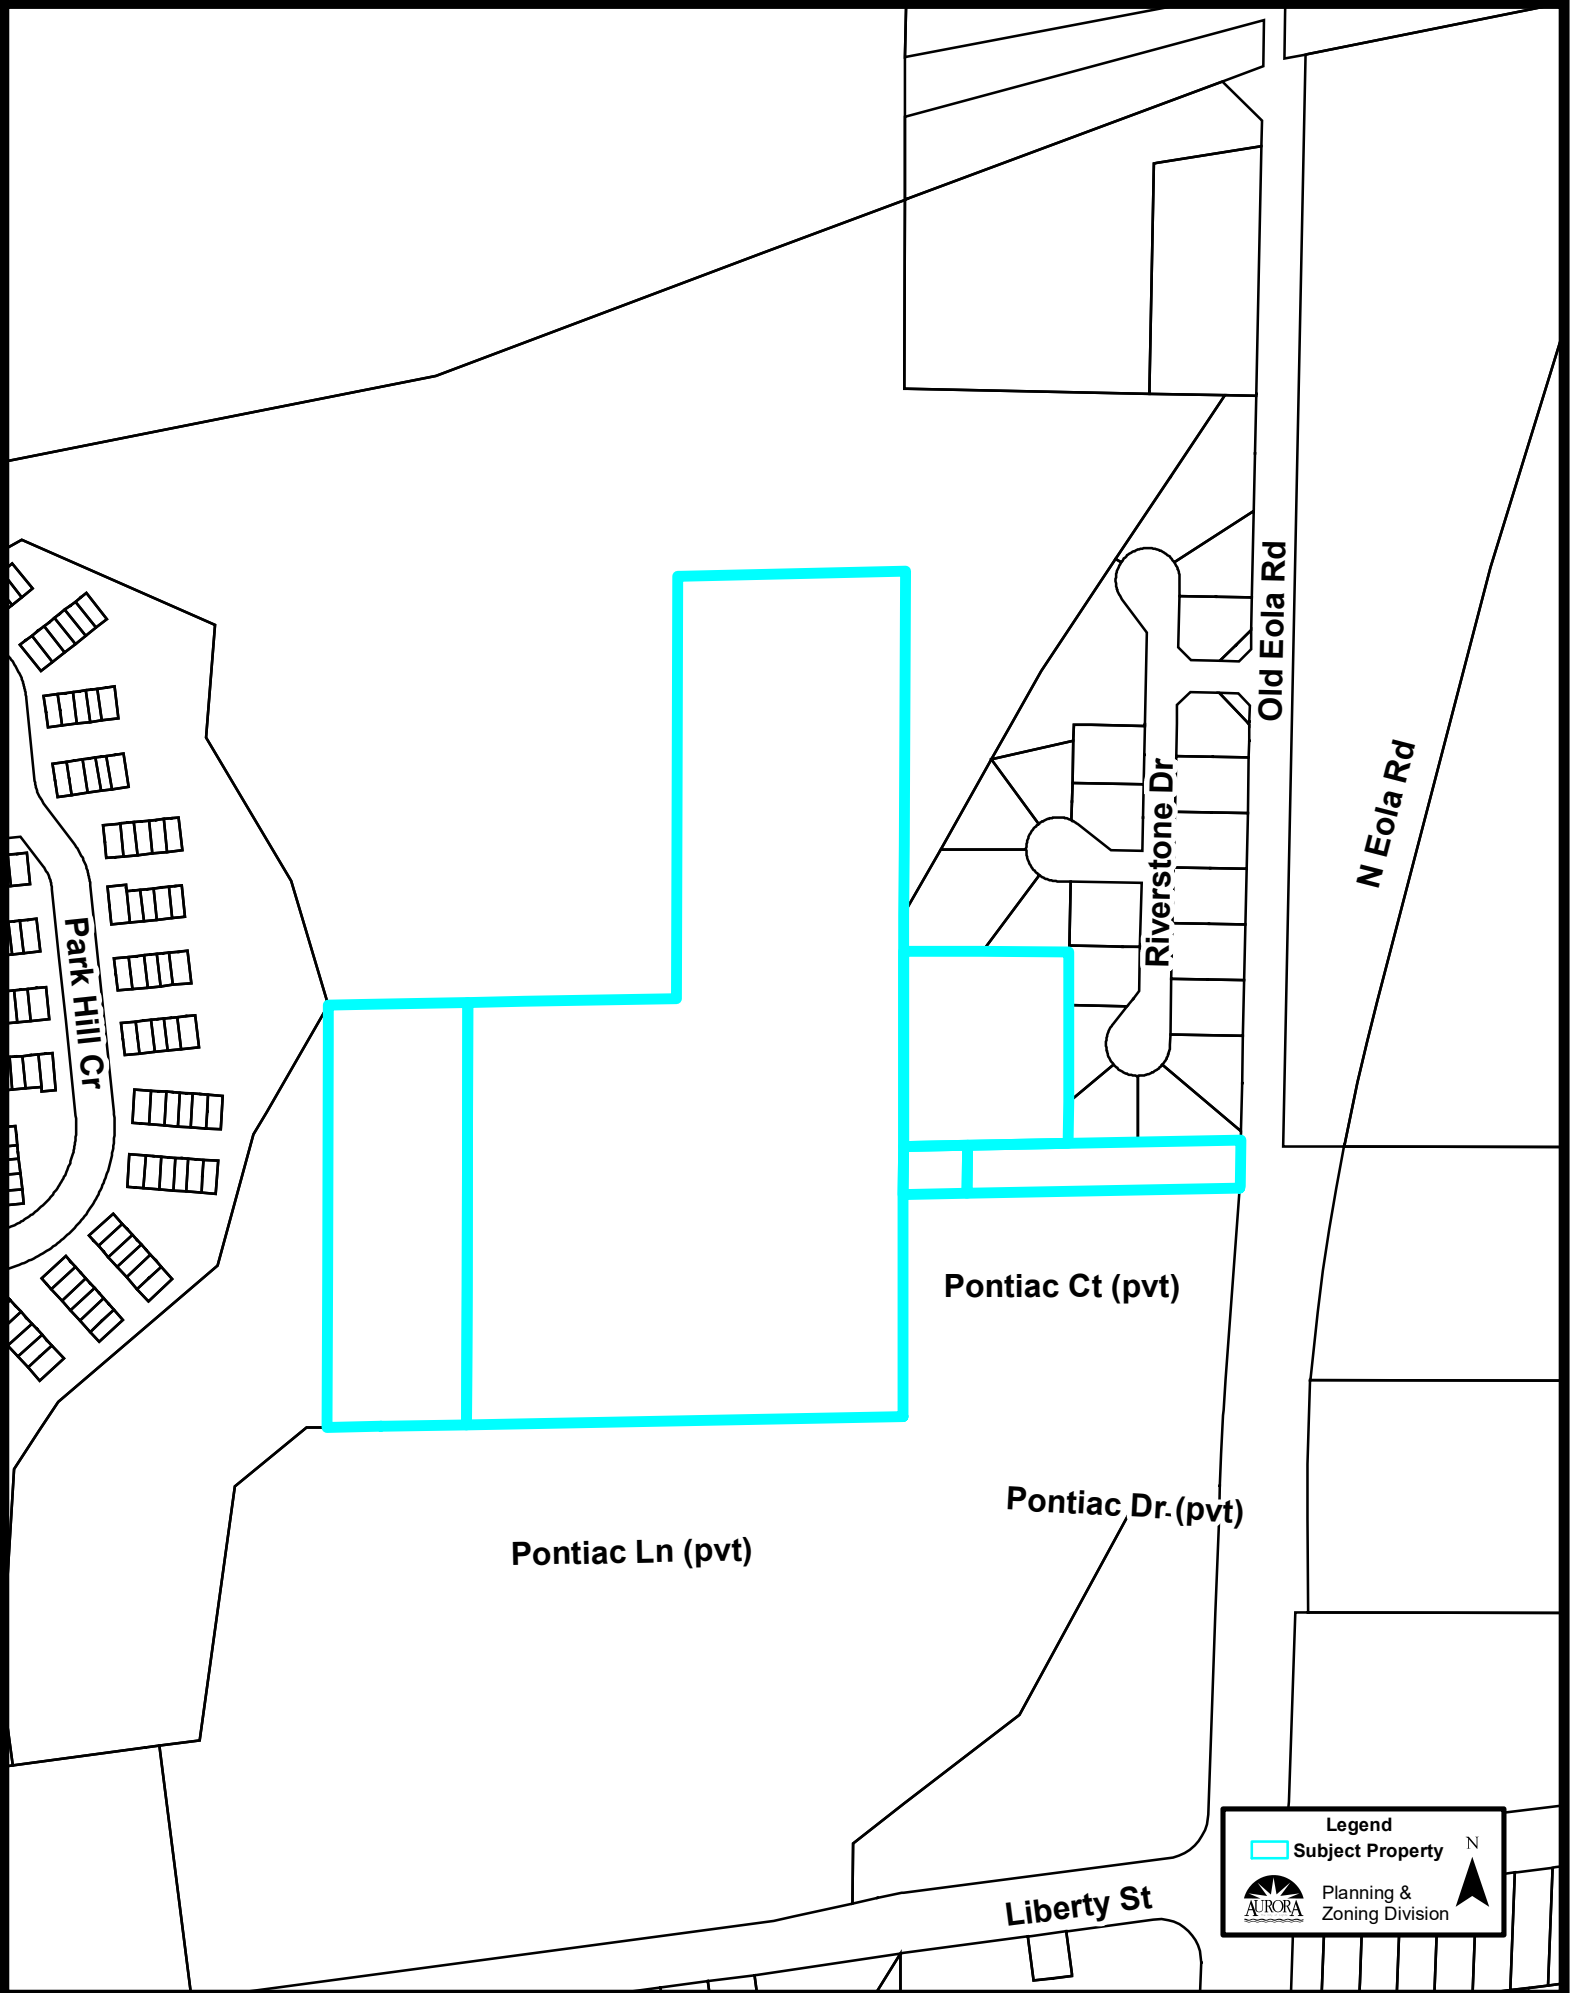 Old Eola Rd
N Eola Rd
Riverstone Dr
Park Hill Cr
Pontiac Ct (pvt)
Pontiac Dr (pvt)
Pontiac Ln (pvt)
Liberty St
Legend
Subject Property
N
AURORA
Planning &
Zoning Division